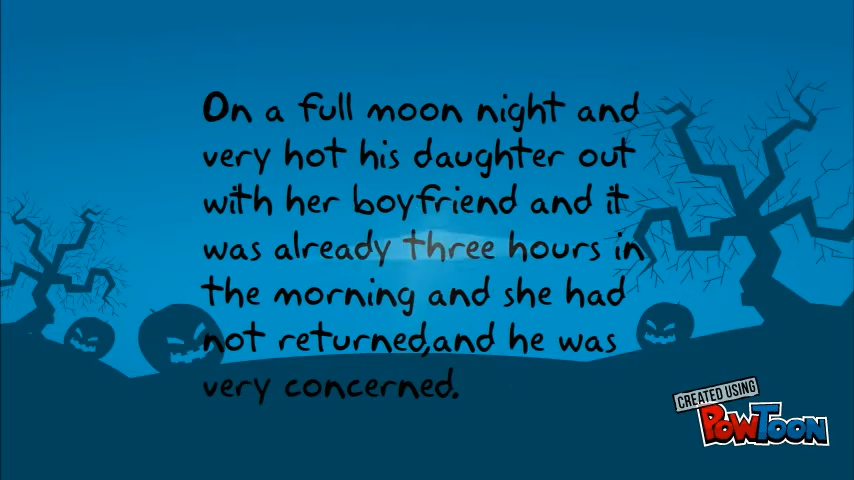 On a full moon night and
very hot his daughter out
with her boyfriend and it
was already three hours in
the morning and she had
not returned,and he was
very concerned.
CREATED USING
POWTOON